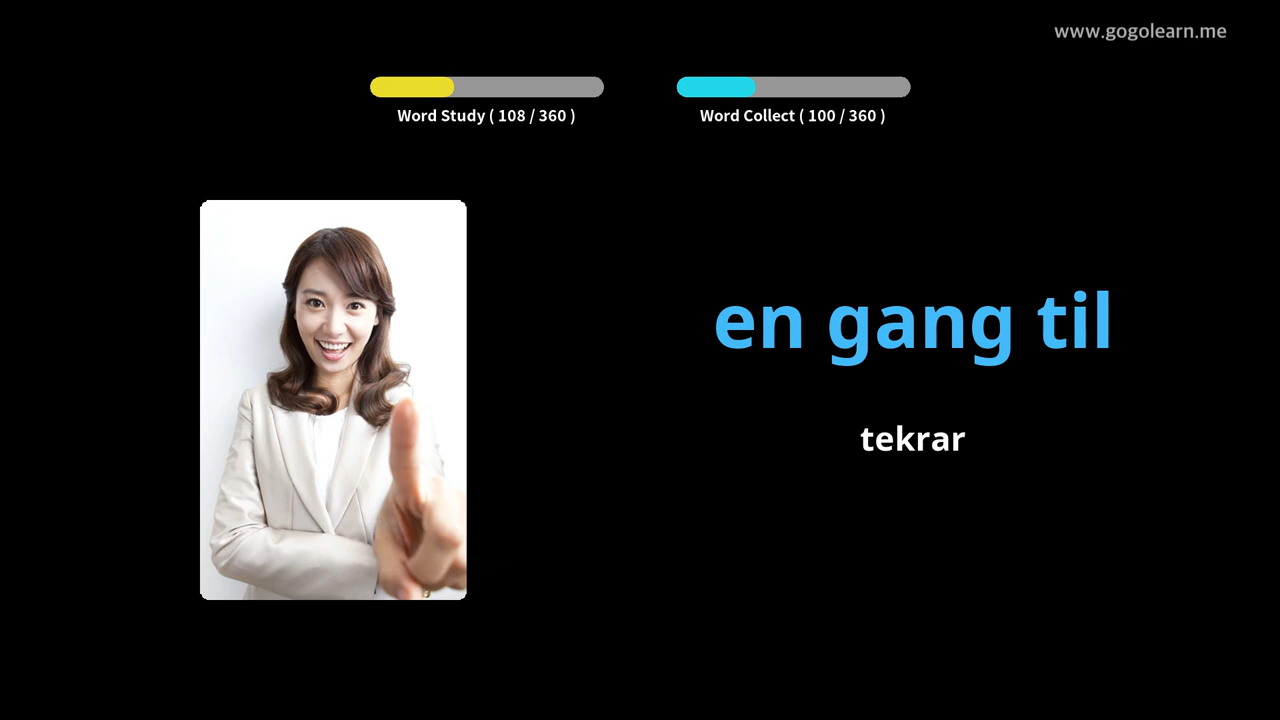 www.gogolearn.me
Word Study ( 108 / 360 )
Word Collect ( 100 / 360 )
en gang til
tekrar